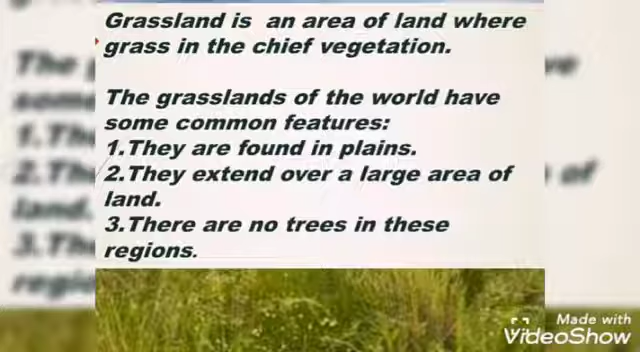 Grassland is an area of land where
grass in the chief vegetation.
The grasslands of the world have
some common features:
1.They are found in plains.
2.They extend over a large area of
land.
3.There are no trees in these
regions.
Made with
VideoShow